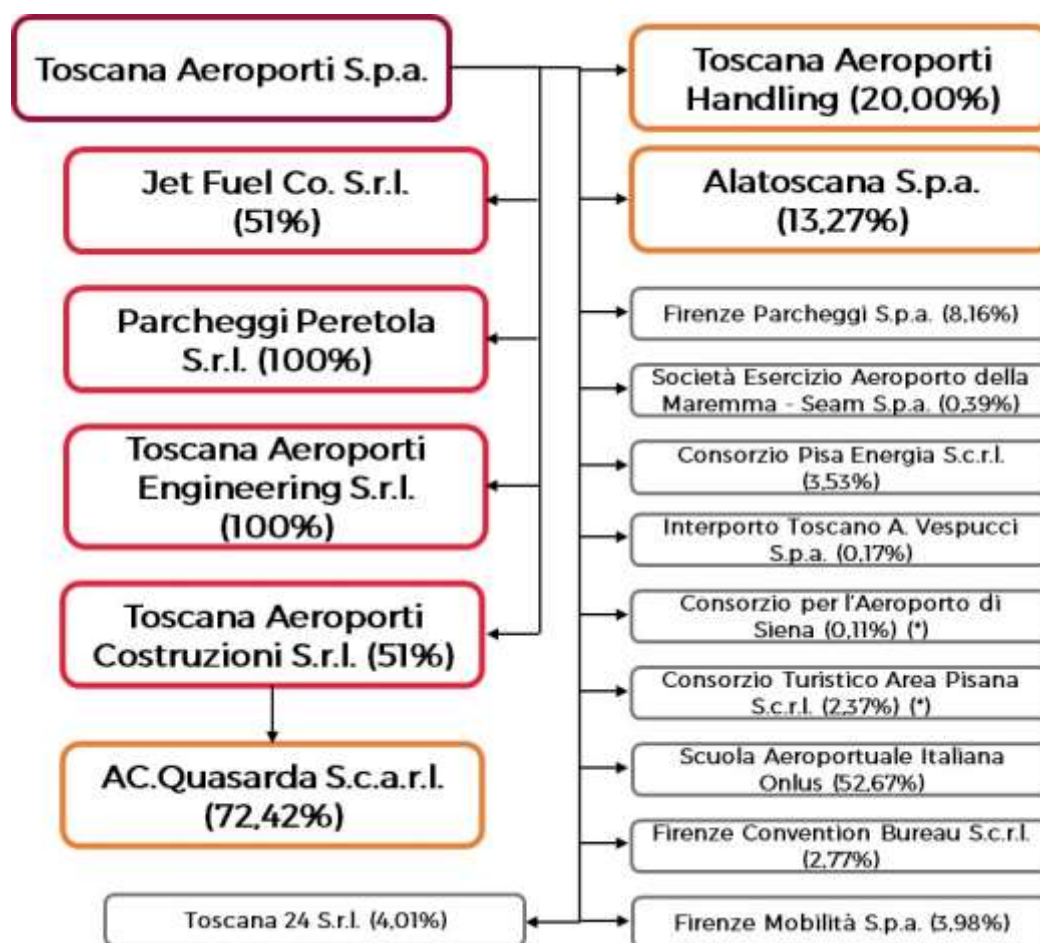 Toscana Aeroporti S.p.a.
Jet Fuel Co. S.r.l.
(51%)
Parcheggi Peretola
S.r.l. (100%)
Toscana Aeroporti
Engineering S.r.l.
(100%)
Toscana Aeroporti
Costruzioni S.r.l. (51%)
AC.Quasarda S.c.a.r.l.
(72,42%)
Toscana 24 S.r.l. (4,01%)
Toscana Aeroporti
Handling (20,00%)
Alatoscana S.p.a.
(13,27%)
Firenze Parcheggi S.p.a. (8,16%)
Società Esercizio Aeroporto della
Maremma - Seam S.p.a. (0,39%)
Consorzio Pisa Energia S.c.r.l.
(3,53%)
Interporto Toscano A. Vespucci
S.p.a. (0,17%)
Consorzio per l'Aeroporto di
Siena (0,11%) (*)
Consorzio Turistico Area Pisana
S.c.r.l. (2,37%) (*)
Scuola Aeroportuale Italiana
Onlus (52,67%)
Firenze Convention Bureau S.c.r.l.
(2,77%)
Firenze Mobilità S.p.a. (3,98%)